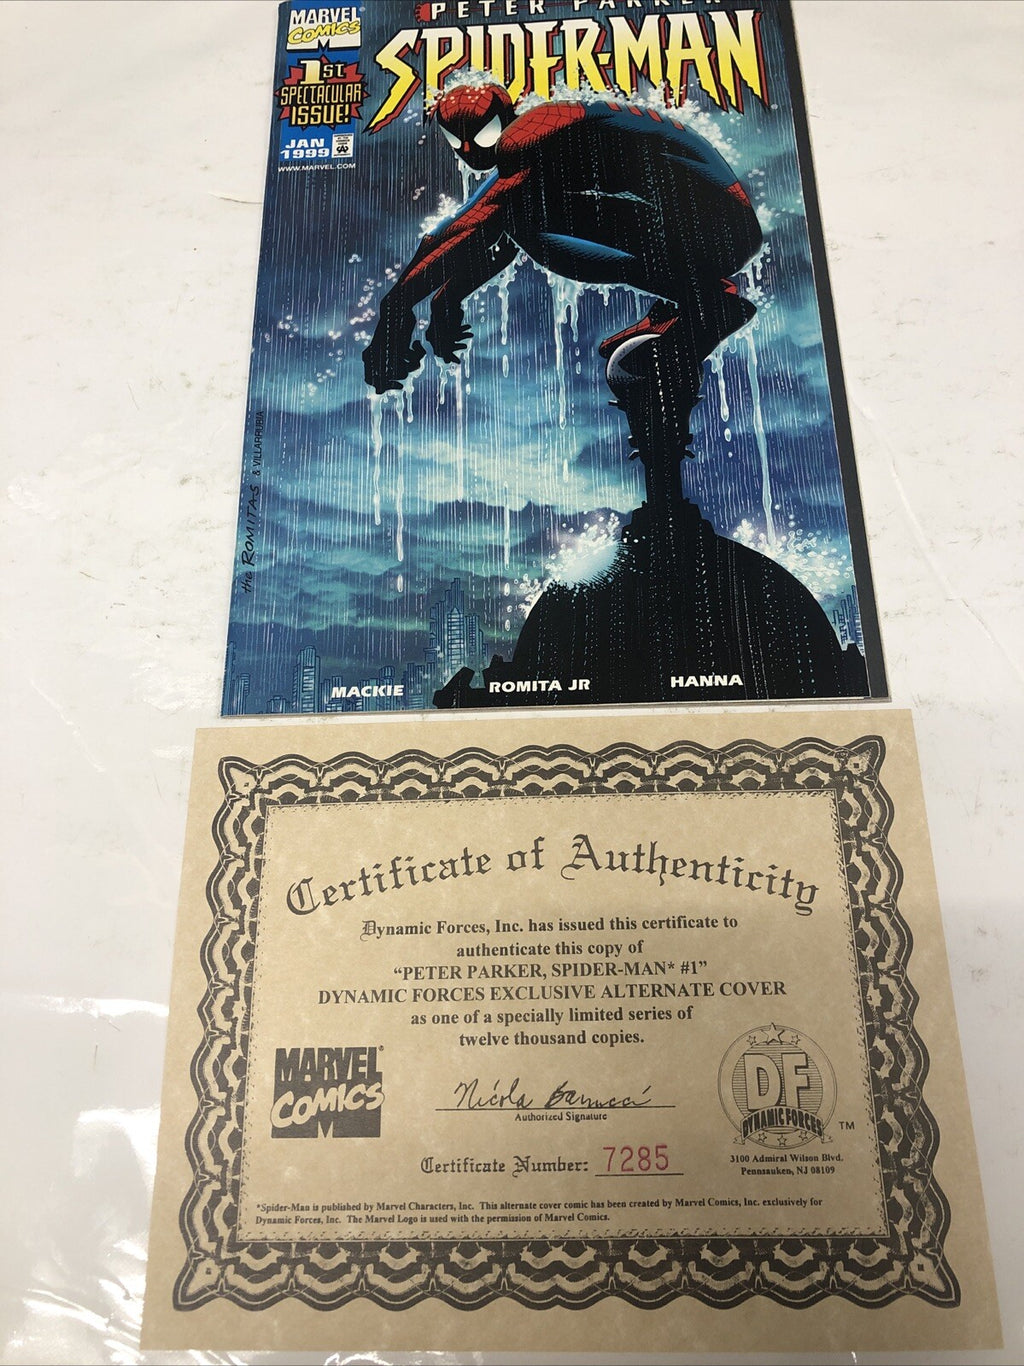 MARVEL
COMICS
PETER PARKER
SPIDER-MAN
1ST
SPECTACULAR
ISSUE!
JAN
1999
WWW.MARVEL.COM
the ROMITAS & VILLARRUBIA
MACKIE ROMITA JR HANNA
Certificate of Authenticity
Dynamic Forces, Inc. has issued this certificate to
authenticate this copy of
“PETER PARKER, SPIDER-MAN* #1”
DYNAMIC FORCES EXCLUSIVE ALTERNATE COVER
as one of a specially limited series of
twelve thousand copies.
MARVEL®
COMICS
Nicola Barrucci
Authorized Signature
Certificate Number: 7285
DF
DYNAMIC FORCES
TM
3100 Admiral Wilson Blvd.
Pennsauken, NJ 08109
*Spider-Man is published by Marvel Characters, Inc. This alternate cover comic has been created by Marvel Comics, Inc. exclusively for
Dynamic Forces, Inc. The Marvel Logo is used with the permission of Marvel Comics.